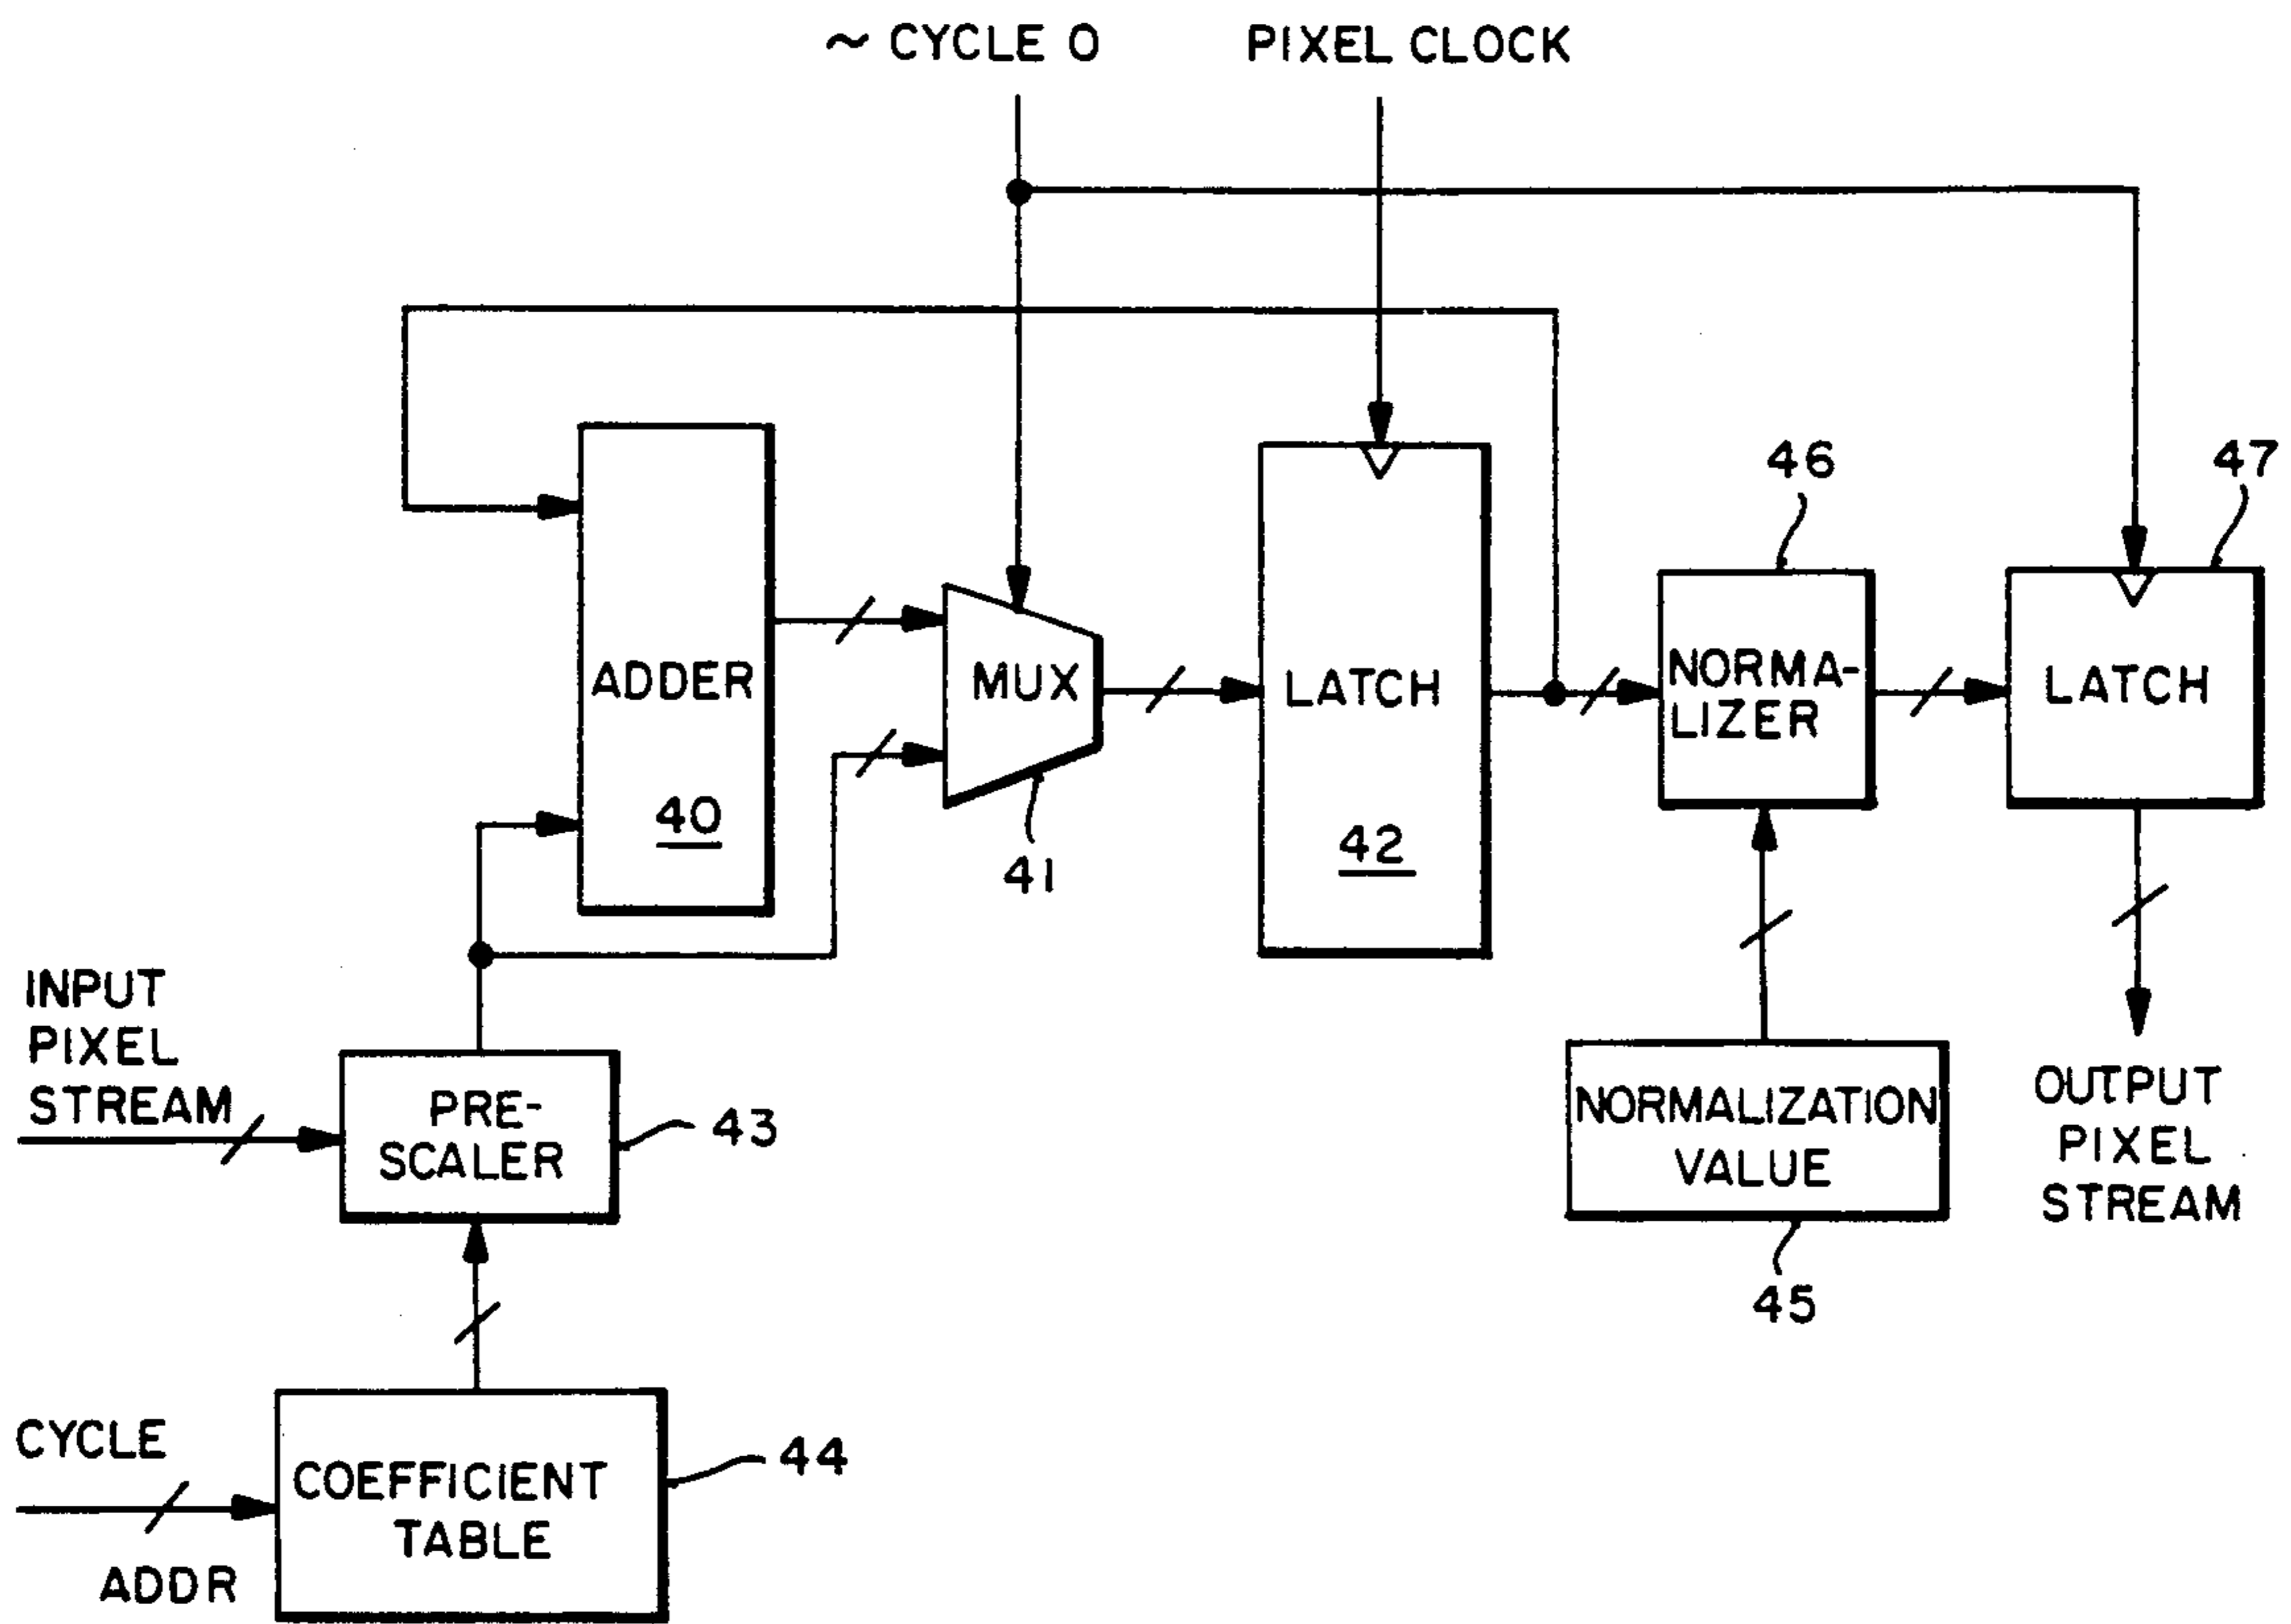 ~ CYCLE 0
PIXEL CLOCK
46
47
ADDER
40
MUX
41
LATCH
42
NORMA-
LIZER
LATCH
INPUT
PIXEL
STREAM
PRE-
SCALER
43
NORMALIZATION
VALUE
45
OUTPUT
PIXEL
STREAM
CYCLE
ADDR
COEFFICIENT
TABLE
44